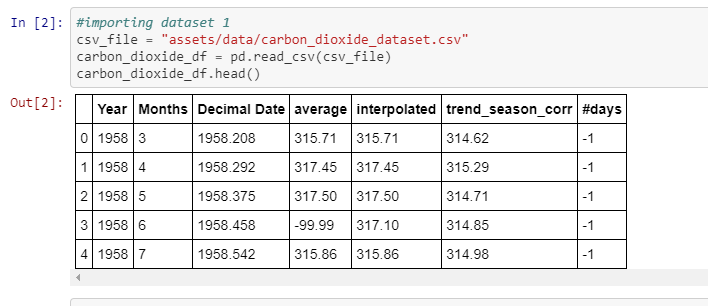 In [2]: #importing dataset 1
csv_file = "assets/data/carbon_dioxide_dataset.csv"
carbon_dioxide_df = pd.read_csv(csv_file)
carbon_dioxide_df.head()
Out[2]:
Year Months Decimal Date average interpolated trend_season_corr #days
0 1958 3 1958.208 315.71 315.71 314.62 -1
1 1958 4 1958.292 317.45 317.45 315.29 -1
2 1958 5 1958.375 317.50 317.50 314.71 -1
3 1958 6 1958.458 -99.99 317.10 314.85 -1
4 1958 7 1958.542 315.86 315.86 314.98 -1